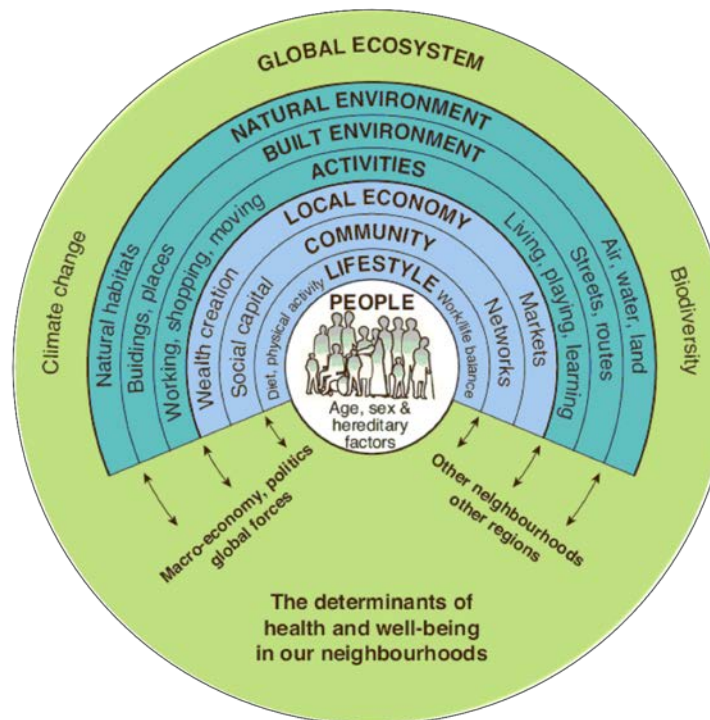 GLOBAL ECOSYSTEM
NATURAL ENVIRONMENT
BUILT ENVIRONMENT
ACTIVITIES
LOCAL ECONOMY
COMMUNITY
LIFESTYLE
PEOPLE
Age, sex &
hereditary
factors
Climate change
Natural habitats
Buidings, places
Working, shopping, moving
Wealth creation
Social capital
Diet, physical activity
Work/life balance
Networks
Markets
Living, playing, learning
Streets, routes
Air, water, land
Biodiversity
Macro-economy, politics
global forces
Other neighbourhoods
other regions
The determinants of
health and well-being
in our neighbourhoods